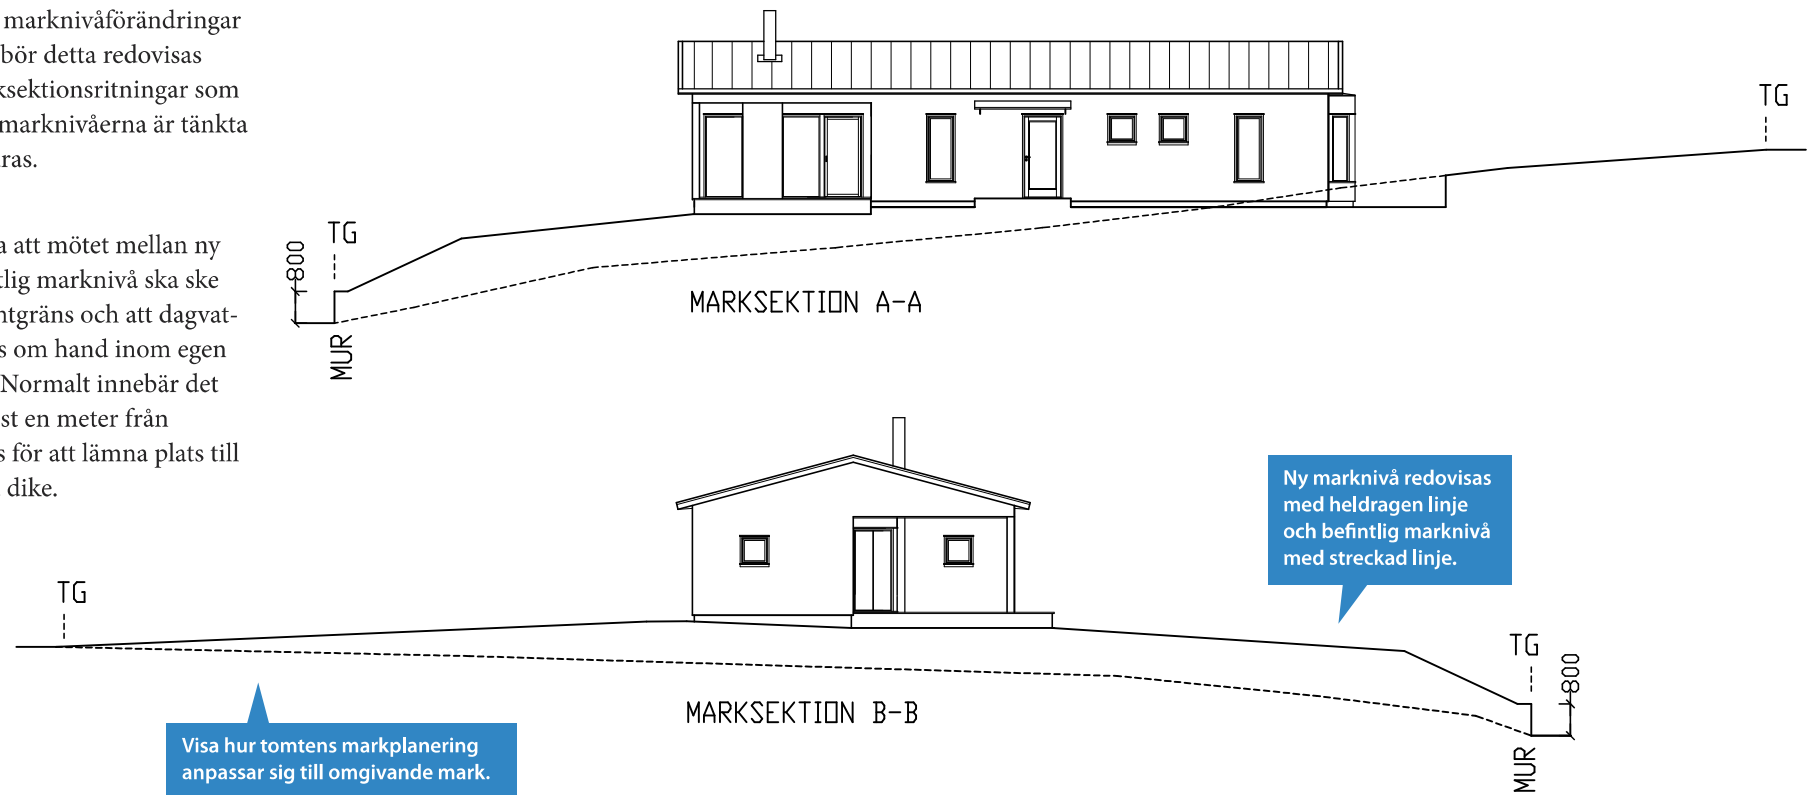 marknivåförändringar
bör detta redovisas
ksektionsritningar som
marknivåerna är tänkta
ras.
a att mötet mellan ny
tlig marknivå ska ske
ntgräns och att dagvat-
s om hand inom egen
Normalt innebär det
st en meter från
s för att lämna plats till
dike.
TG
TG
800
MUR
MARKSEKTION A-A
Ny marknivå redovisas
med heldragen linje
och befintlig marknivå
med streckad linje.
TG
TG
800
MUR
MARKSEKTION B-B
Visa hur tomtens markplanering
anpassar sig till omgivande mark.